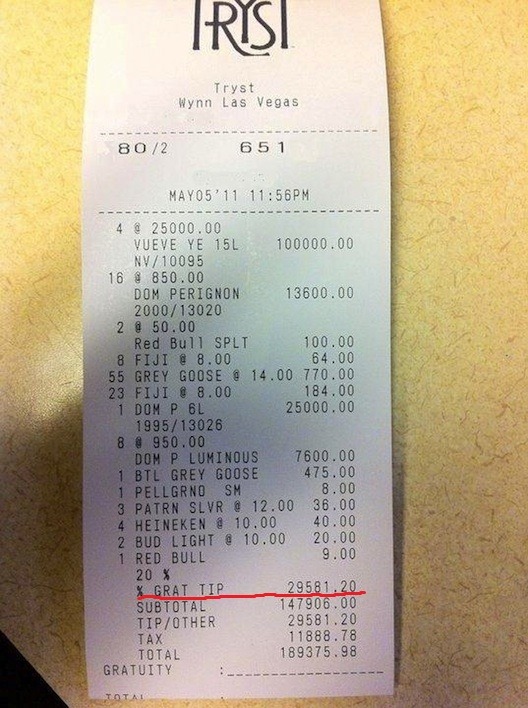 TRYST
Tryst
Wynn Las Vegas
80/2 651
MAY05'11 11:56PM
4 @ 25000.00
VUEVE YE 15L 100000.00
NV/10095
16 @ 850.00
DOM PERIGNON 13600.00
2000/13020
2 @ 50.00
Red Bull SPLT 100.00
8 FIJI @ 8.00 64.00
55 GREY GOOSE @ 14.00 770.00
23 FIJI @ 8.00 184.00
1 DOM P 6L 25000.00
1995/13026
8 @ 950.00
DOM P LUMINOUS 7600.00
1 BTL GREY GOOSE 475.00
1 PELLGRNO SM 8.00
3 PATRN SLVR @ 12.00 36.00
4 HEINEKEN @ 10.00 40.00
2 BUD LIGHT @ 10.00 20.00
1 RED BULL 9.00
20 %
% GRAT TIP 29581.20
SUBTOTAL 147906.00
TIP/OTHER 29581.20
TAX 11888.78
TOTAL 189375.98
GRATUITY :
TOTAL :